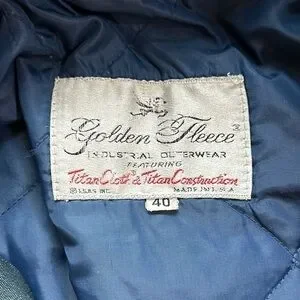 Golden Fleece
INDUSTRIAL OUTERWEAR
FEATURING
Titan Cloth & Titan Construction
MADE IN U.S.A.
40